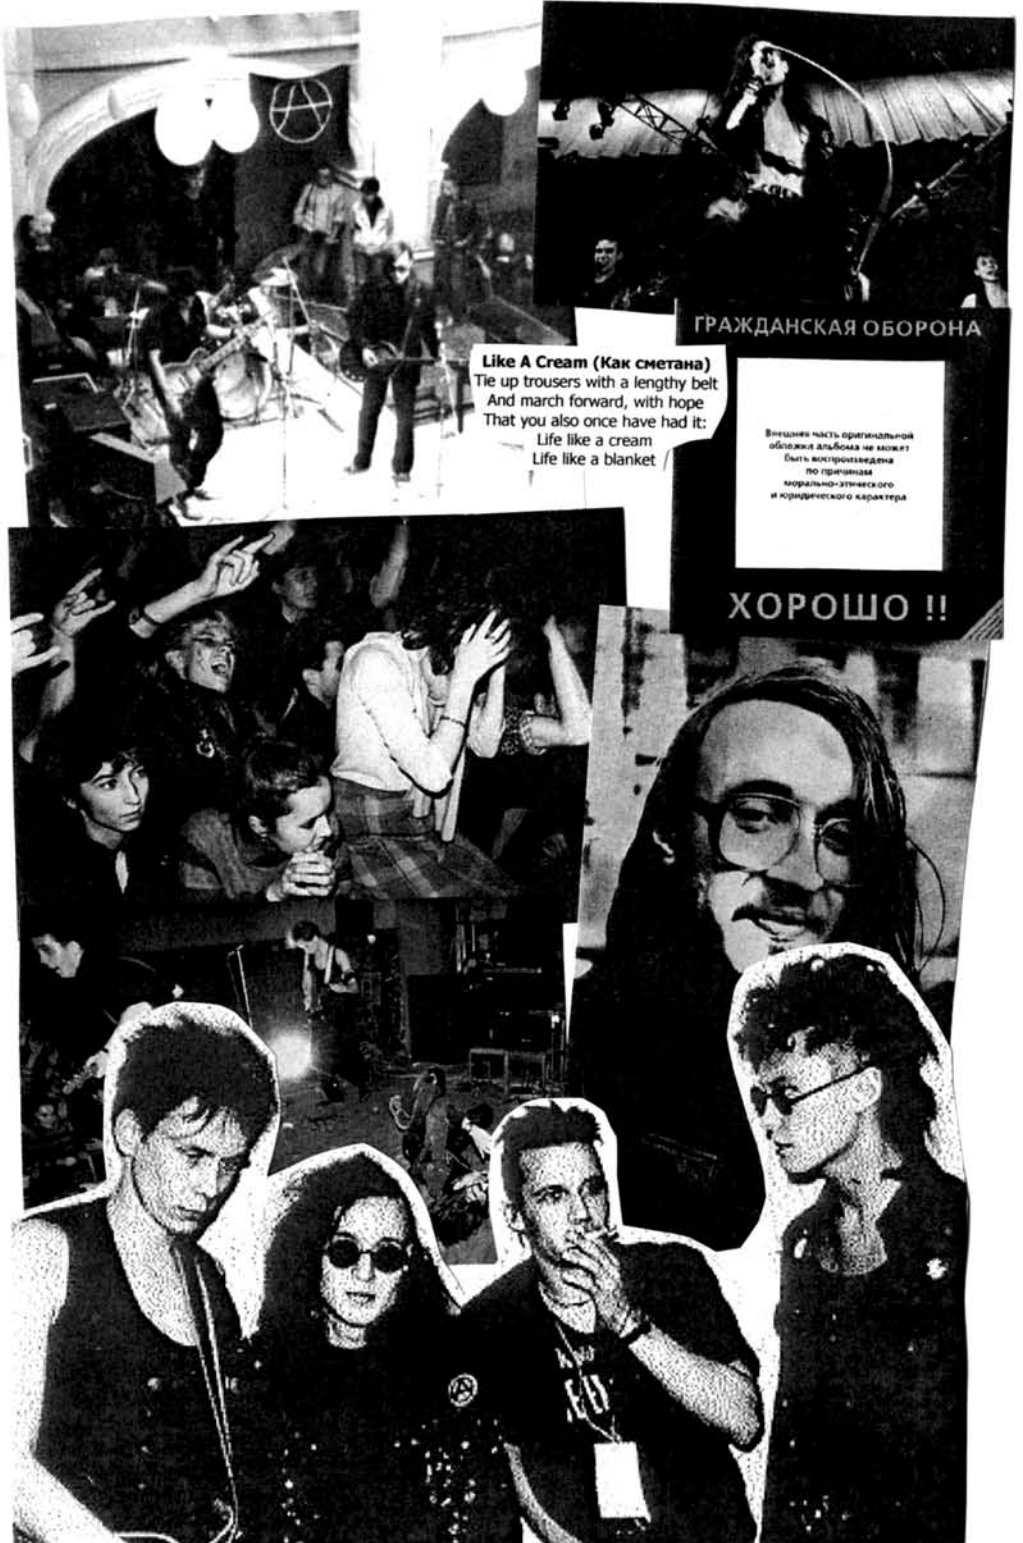 ГРАЖДАНСКАЯ ОБОРОНА
Like A Cream (Как сметана)
Tie up trousers with a lengthy belt
And march forward, with hope
That you also once have had it:
Life like a cream
Life like a blanket
Внешняя часть оригинальной
обложки альбома не может
быть воспроизведена
по причинам
морально-этического
и юридического характера
ХОРОШО !!